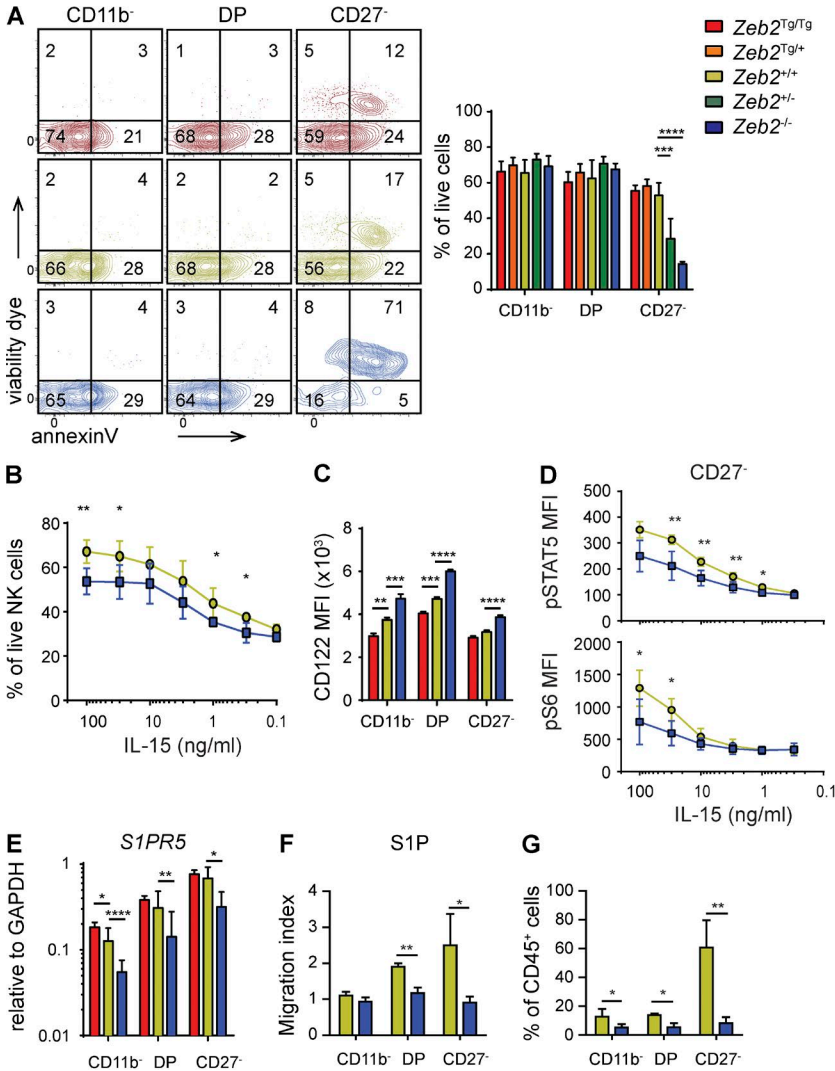 A
CD11b- DP CD27-
2 3 1 3 5 12
74 21 68 28 59 24
0
2 4 2 2 5 17
66 28 68 28 56 22
0
3 4 3 4 8 71
65 29 64 29 16 5
0
0 0 0
viability dye
annexinV
Zeb2Tg/Tg
Zeb2Tg/+
Zeb2+/+
Zeb2+/-
Zeb2-/-
% of live cells
100
80
60
40
20
0
****
***
CD11b- DP CD27-
B
% of live NK cells
80
60
40
20
0
** * * *
100 10 1 0.1
IL-15 (ng/ml)
C
CD122 MFI (x10³)
8
6
4
2
0
** *** *** **** ****
CD11b- DP CD27-
D
CD27-
pSTAT5 MFI
500
400
300
200
100
0
** ** ** *
pS6 MFI
2000
1500
1000
500
0
* *
100 10 1 0.1
IL-15 (ng/ml)
E
S1PR5
relative to GAPDH
1
0.1
0.01
* **** ** *
CD11b- DP CD27-
F
S1P
Migration index
4
3
2
1
0
** *
CD11b- DP CD27-
G
% of CD45+ cells
100
80
60
40
20
0
* * **
CD11b- DP CD27-